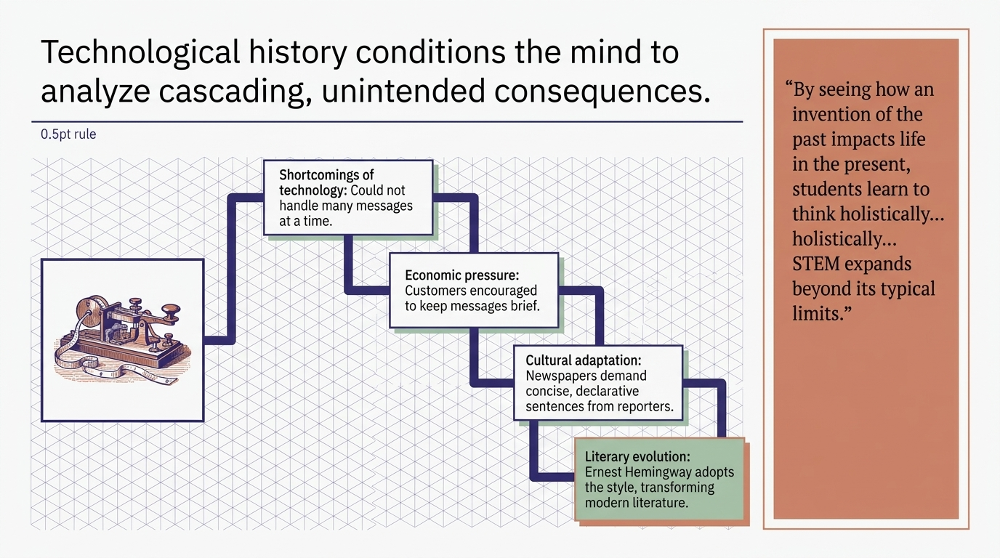 Technological history conditions the mind to
analyze cascading, unintended consequences.
0.5pt rule
Shortcomings of
technology: Could not
handle many messages
at a time.
Economic pressure:
Customers encouraged
to keep messages brief.
Cultural adaptation:
Newspapers demand
concise, declarative
sentences from reporters.
Literary evolution:
Ernest Hemingway adopts
the style, transforming
modern literature.
“By seeing how an
invention of the
past impacts life
in the present,
students learn to
think holistically...
holistically...
STEM expands
beyond its typical
limits.”